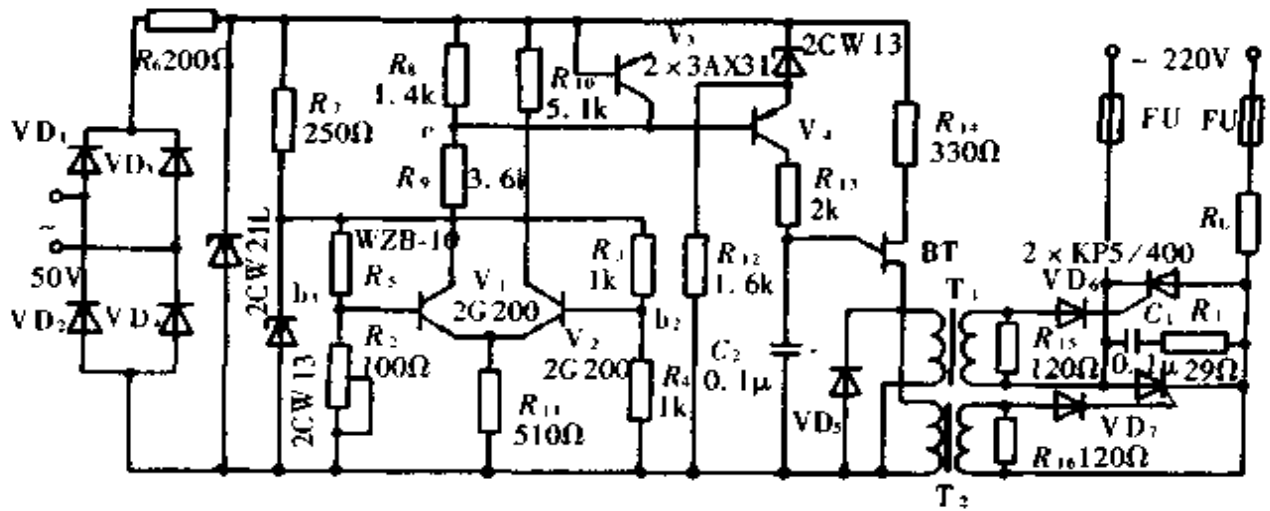 R₆200Ω
VD₁
VD₃
~
50V
VD₂
VD₄
2CW21L
R₇
250Ω
2CW13
b₁
WZB-10
R₅
R₂
100Ω
R₈
1.4k
c
R₉
3.6k
R₁₀
5.1k
V₁
2G200
V₂
2G200
R₁₁
510Ω
R₃
1k
b₂
R₄
1k
V₃
2×3AX31
2CW13
V₄
R₁₂
1.6k
R₁₃
2k
C₂
0.1μ
R₁₄
330Ω
BT
VD₅
T₁
T₂
2×KP5/400
VD₆
R₁₅
120Ω
C₁
0.1μ
R₁
29Ω
VD₇
R₁₆120Ω
~220V
FU
FU
R_L